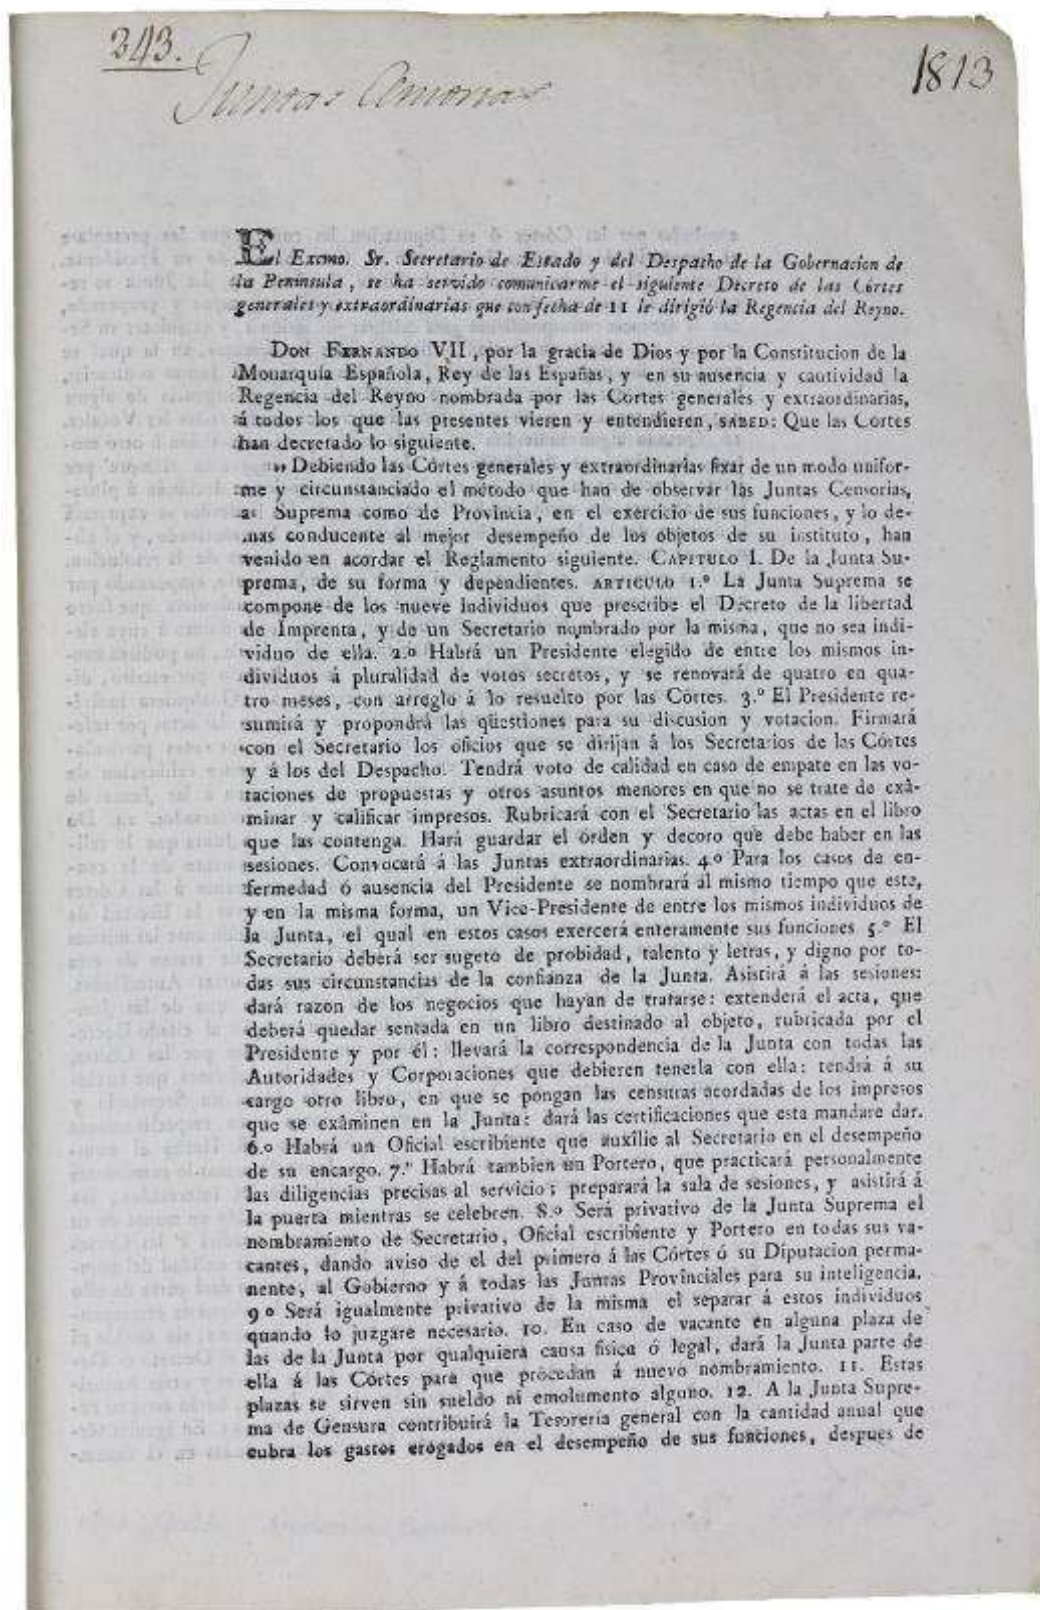 343.
Juntas Censorias
1813
El Excmo. Sr. Secretario de Estado y del Despacho de la Gobernacion de
la Península, se ha servido comunicarme el siguiente Decreto de las Córtes
generales y extraordinarias que con fecha de 11 le dirigió la Regencia del Reyno.
DON FERNANDO VII, por la gracia de Dios y por la Constitucion de la
Monarquía Española, Rey de las Españas, y en su ausencia y cautividad la
Regencia del Reyno nombrada por las Córtes generales y extraordinarias,
á todos los que las presentes vieren y entendieren, SABED: Que las Cortes
han decretado lo siguiente.
„ Debiendo las Córtes generales y extraordinarias fixar de un modo unifor-
me y circunstanciado el método que han de observar las Juntas Censorias,
a Suprema como de Provincia, en el exercicio de sus funciones, y lo de-
mas conducente al mejor desempeño de los objetos de su instituto, han
venido en acordar el Reglamento siguiente. CAPITULO I. De la Junta Su-
prema, de su forma y dependientes. ARTICULO 1.º La Junta Suprema se
compone de los nueve Individuos que prescribe el Decreto de la libertad
de Imprenta, y de un Secretario nombrado por la misma, que no sea indi-
viduo de ella. 2.º Habrá un Presidente elegido de entre los mismos in-
dividuos á pluralidad de votos secretos, y se renovará de quatro en qua-
tro meses, con arreglo á lo resuelto por las Córtes. 3.º El Presidente re-
sumirá y propondrá las qüestiones para su discusion y votacion. Firmará
con el Secretario los oficios que se dirijan á los Secretarios de las Córtes
y á los del Despacho. Tendrá voto de calidad en caso de empate en las vo-
taciones de propuestas y otros asuntos menores en que no se trate de exâ-
minar y calificar impresos. Rubricará con el Secretario las actas en el libro
que las contenga. Hará guardar el órden y decoro que debe haber en las
sesiones. Convocará á las Juntas extraordinarias. 4.º Para los casos de en-
fermedad ó ausencia del Presidente se nombrará al mismo tiempo que este,
y en la misma forma, un Vice-Presidente de entre los mismos individuos de
la Junta, el qual en estos casos exercerá enteramente sus funciones 5.º El
Secretario deberá ser sugeto de probidad, talento y letras, y digno por to-
das sus circunstancias de la confianza de la Junta. Asistirá á las sesiones:
dará razon de los negocios que hayan de tratarse: extenderá el acta, que
deberá quedar sentada en un libro destinado al objeto, rubricada por el
Presidente y por él: llevará la correspondencia de la Junta con todas las
Autoridades y Corporaciones que debieren tenerla con ella: tendrá á su
cargo otro libro, en que se pongan las censuras acordadas de los impresos
que se exâminen en la Junta: dará las certificaciones que esta mandare dar.
6.º Habrá un Oficial escribiente que auxîlie al Secretario en el desempeño
de su encargo. 7.º Habrá tambien un Portero, que practicará personalmente
las diligencias precisas al servicio; preparará la sala de sesiones, y asistirá á
la puerta mientras se celebren. 8.º Será privativo de la Junta Suprema el
nombramiento de Secretario, Oficial escribiente y Portero en todas sus va-
cantes, dando aviso de el del primero á las Córtes ó su Diputacion perma-
nente, al Gobierno y á todas las Juntas Provinciales para su inteligencia.
9º Será igualmente privativo de la misma el separar á estos individuos
quando lo juzgare necesario. 10. En caso de vacante en alguna plaza de
las de la Junta por qualquiera causa física ó legal, dará la Junta parte de
ella á las Córtes para que procedan á nuevo nombramiento. 11. Estas
plazas se sirven sin sueldo ni emolumento alguno. 12. A la Junta Supre-
ma de Censura contribuirá la Tesorería general con la cantidad anual que
cubra los gastos erogados en el desempeño de sus funciones, despues de